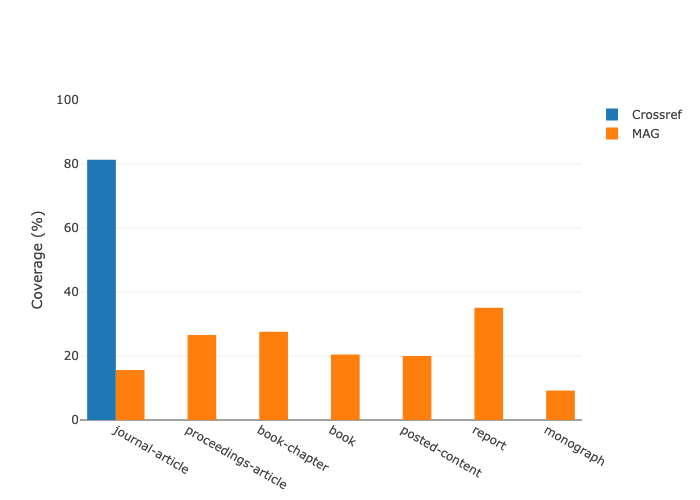 100
80
60
40
20
0
Coverage (%)
journal-article
proceedings-article
book-chapter
book
posted-content
report
monograph
Crossref
MAG